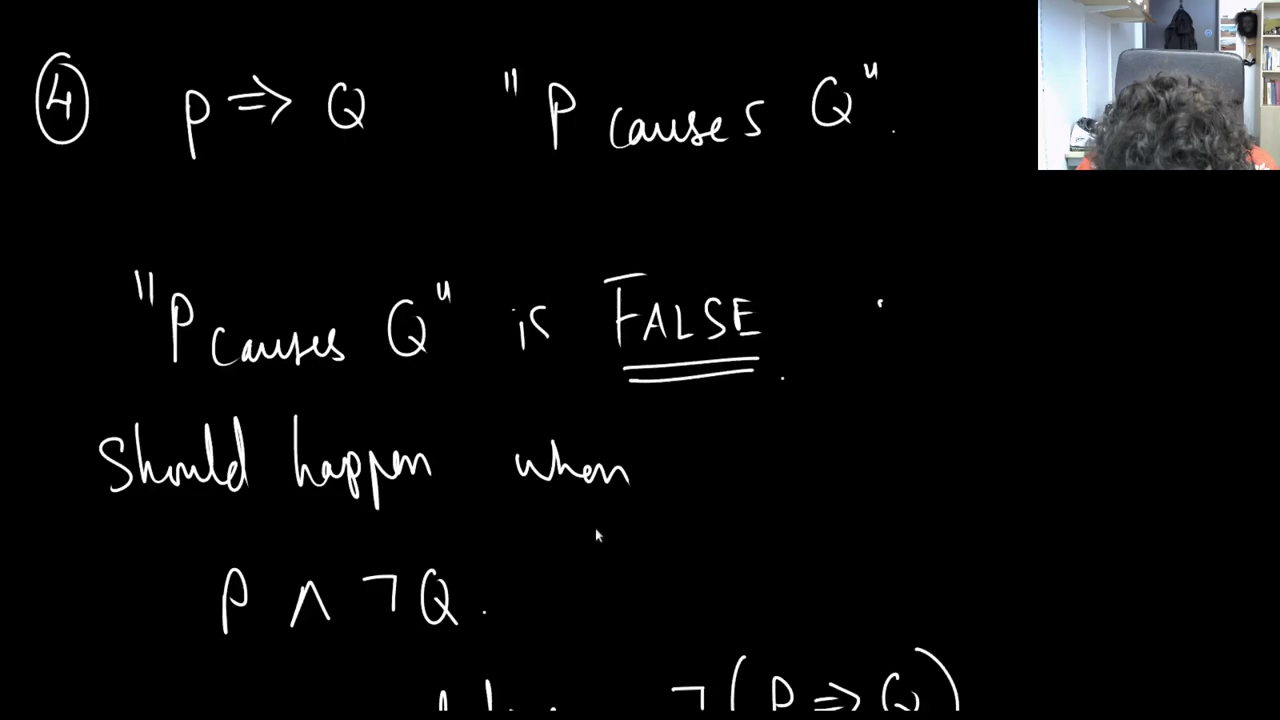 ④ P ⇒ Q "P causes Q".
"P causes Q" is FALSE.
Should happen when
P ∧ ¬Q.
¬(P ⇒ Q)